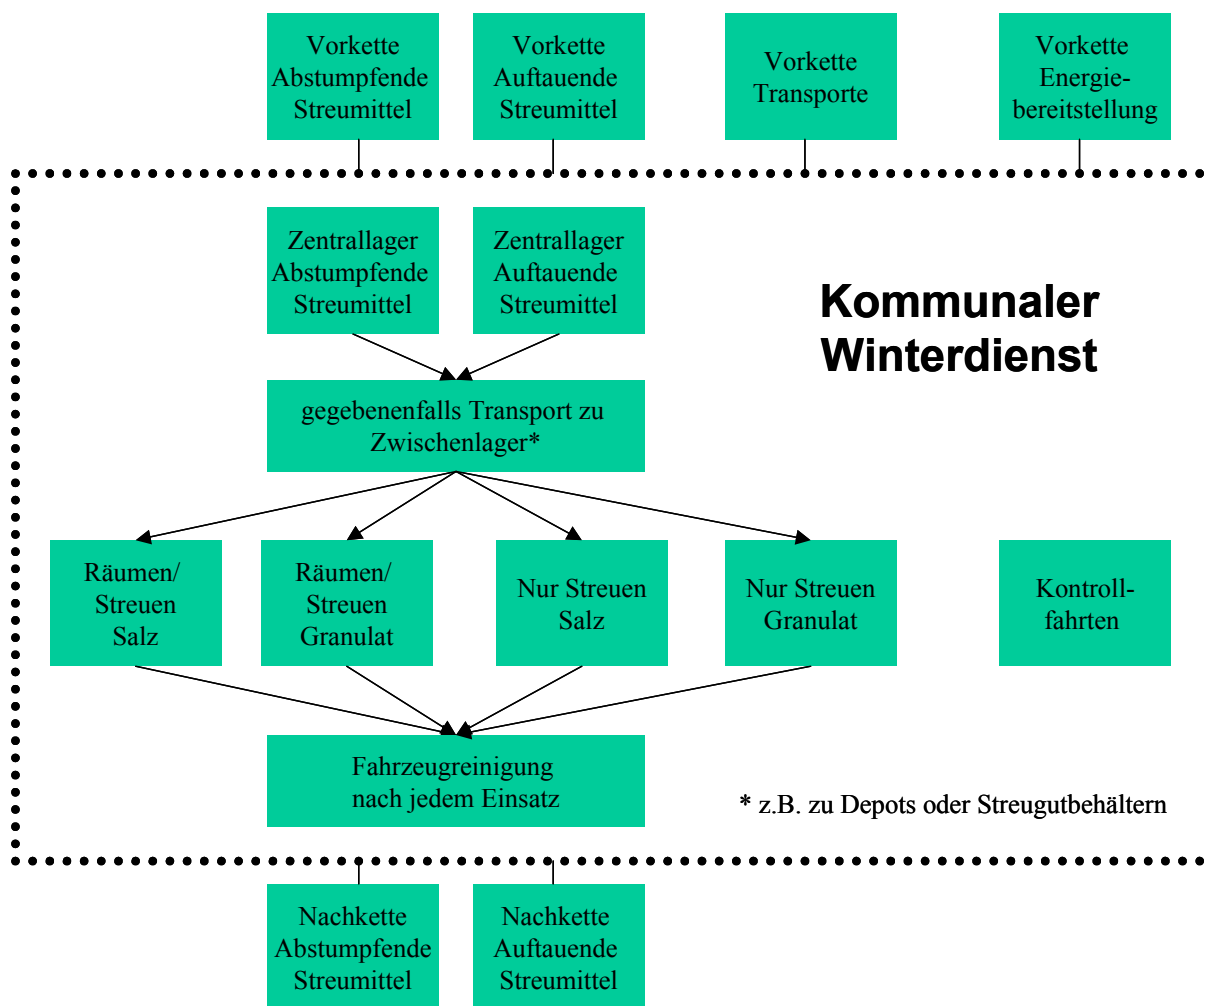 Vorkette
Abstumpfende
Streumittel
Vorkette
Auftauende
Streumittel
Vorkette
Transporte
Vorkette
Energie-
bereitstellung
Zentrallager
Abstumpfende
Streumittel
Zentrallager
Auftauende
Streumittel
Kommunaler
Winterdienst
gegebenenfalls Transport zu
Zwischenlager*
Räumen/
Streuen
Salz
Räumen/
Streuen
Granulat
Nur Streuen
Salz
Nur Streuen
Granulat
Kontroll-
fahrten
Fahrzeugreinigung
nach jedem Einsatz
* z.B. zu Depots oder Streugutbehältern
Nachkette
Abstumpfende
Streumittel
Nachkette
Auftauende
Streumittel